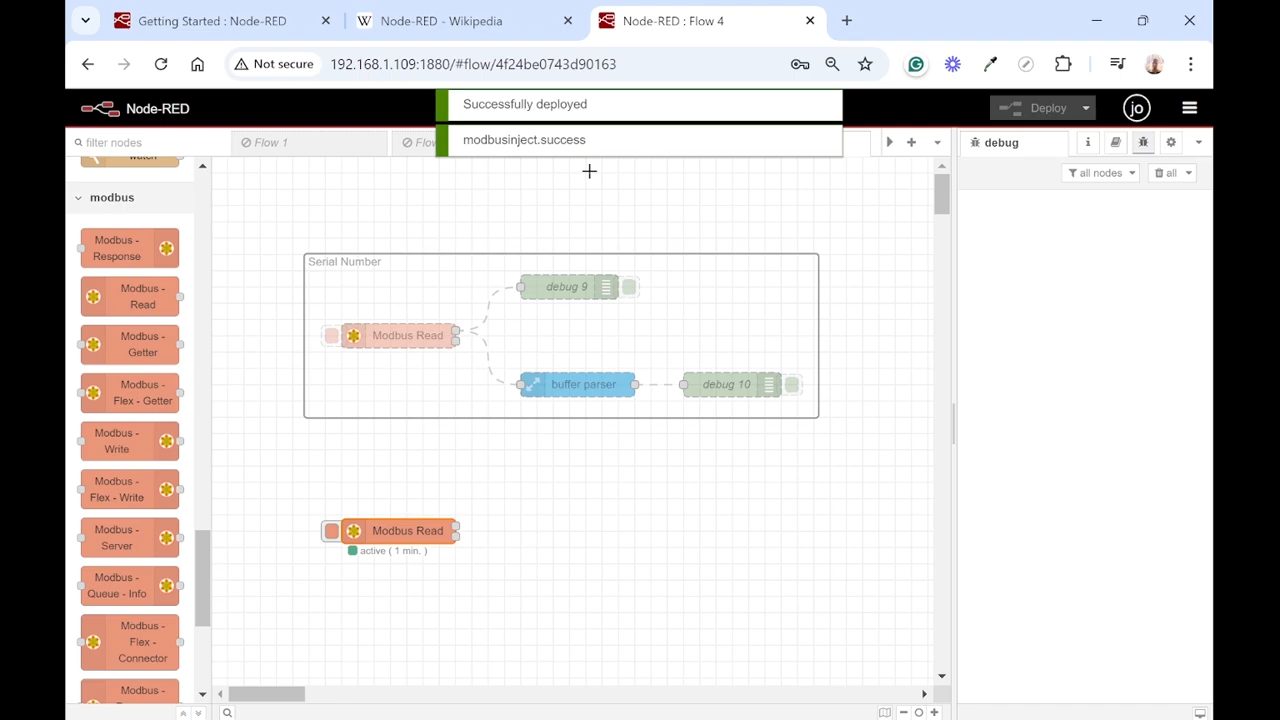 Getting Started : Node-RED
W Node-RED - Wikipedia
Node-RED : Flow 4
Not secure
192.168.1.109:1880/#flow/4f24be0743d90163
Node-RED
Successfully deployed
modbusinject.success
Deploy
jo
filter nodes
Flow 1
debug
i
all nodes
all
watch
modbus
Modbus -
Response
Modbus -
Read
Modbus -
Getter
Modbus -
Flex - Getter
Modbus -
Write
Modbus -
Flex - Write
Modbus -
Server
Modbus -
Queue - Info
Modbus -
Flex -
Connector
Modbus -
Serial Number
debug 9
Modbus Read
buffer parser
debug 10
Modbus Read
active ( 1 min. )